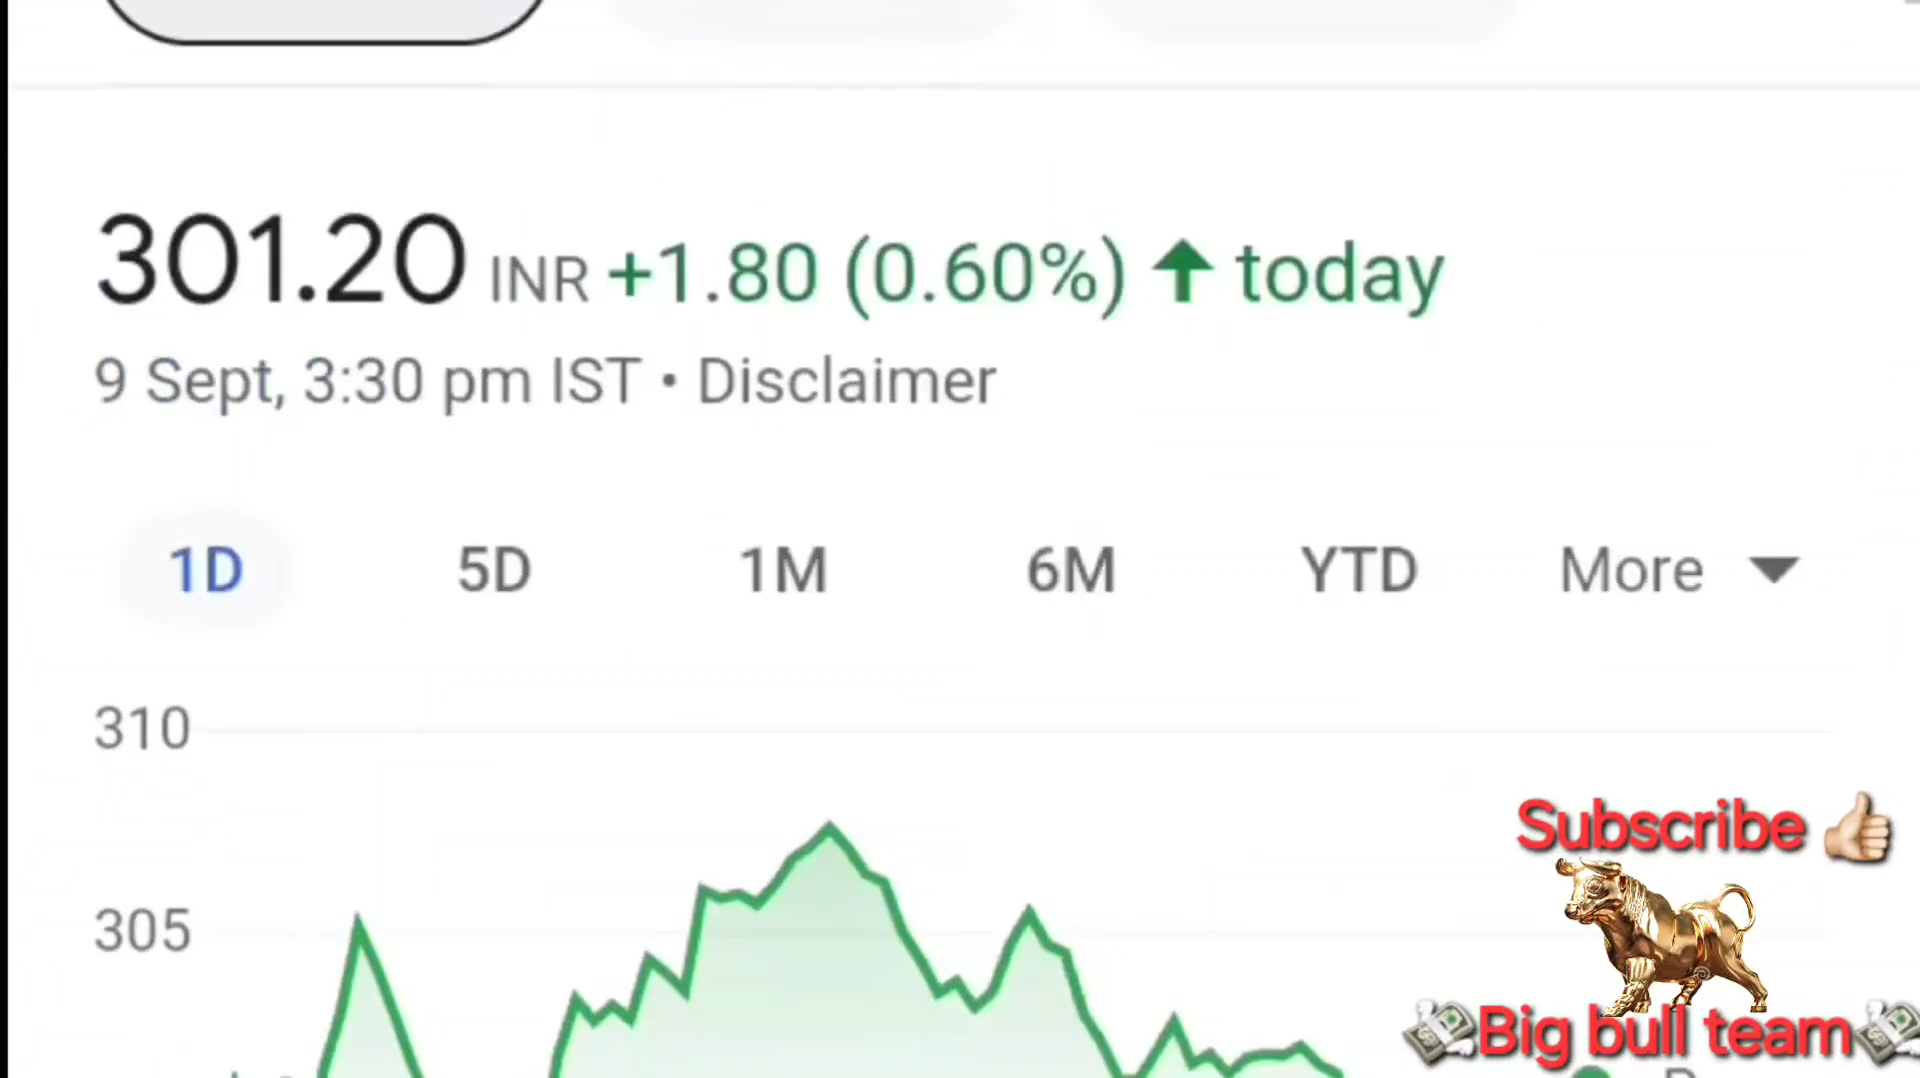 301.20 INR +1.80 (0.60%) ↑ today
9 Sept, 3:30 pm IST • Disclaimer
1D 5D 1M 6M YTD More
310
305
Subscribe 👍🏻
💸Big bull team💸